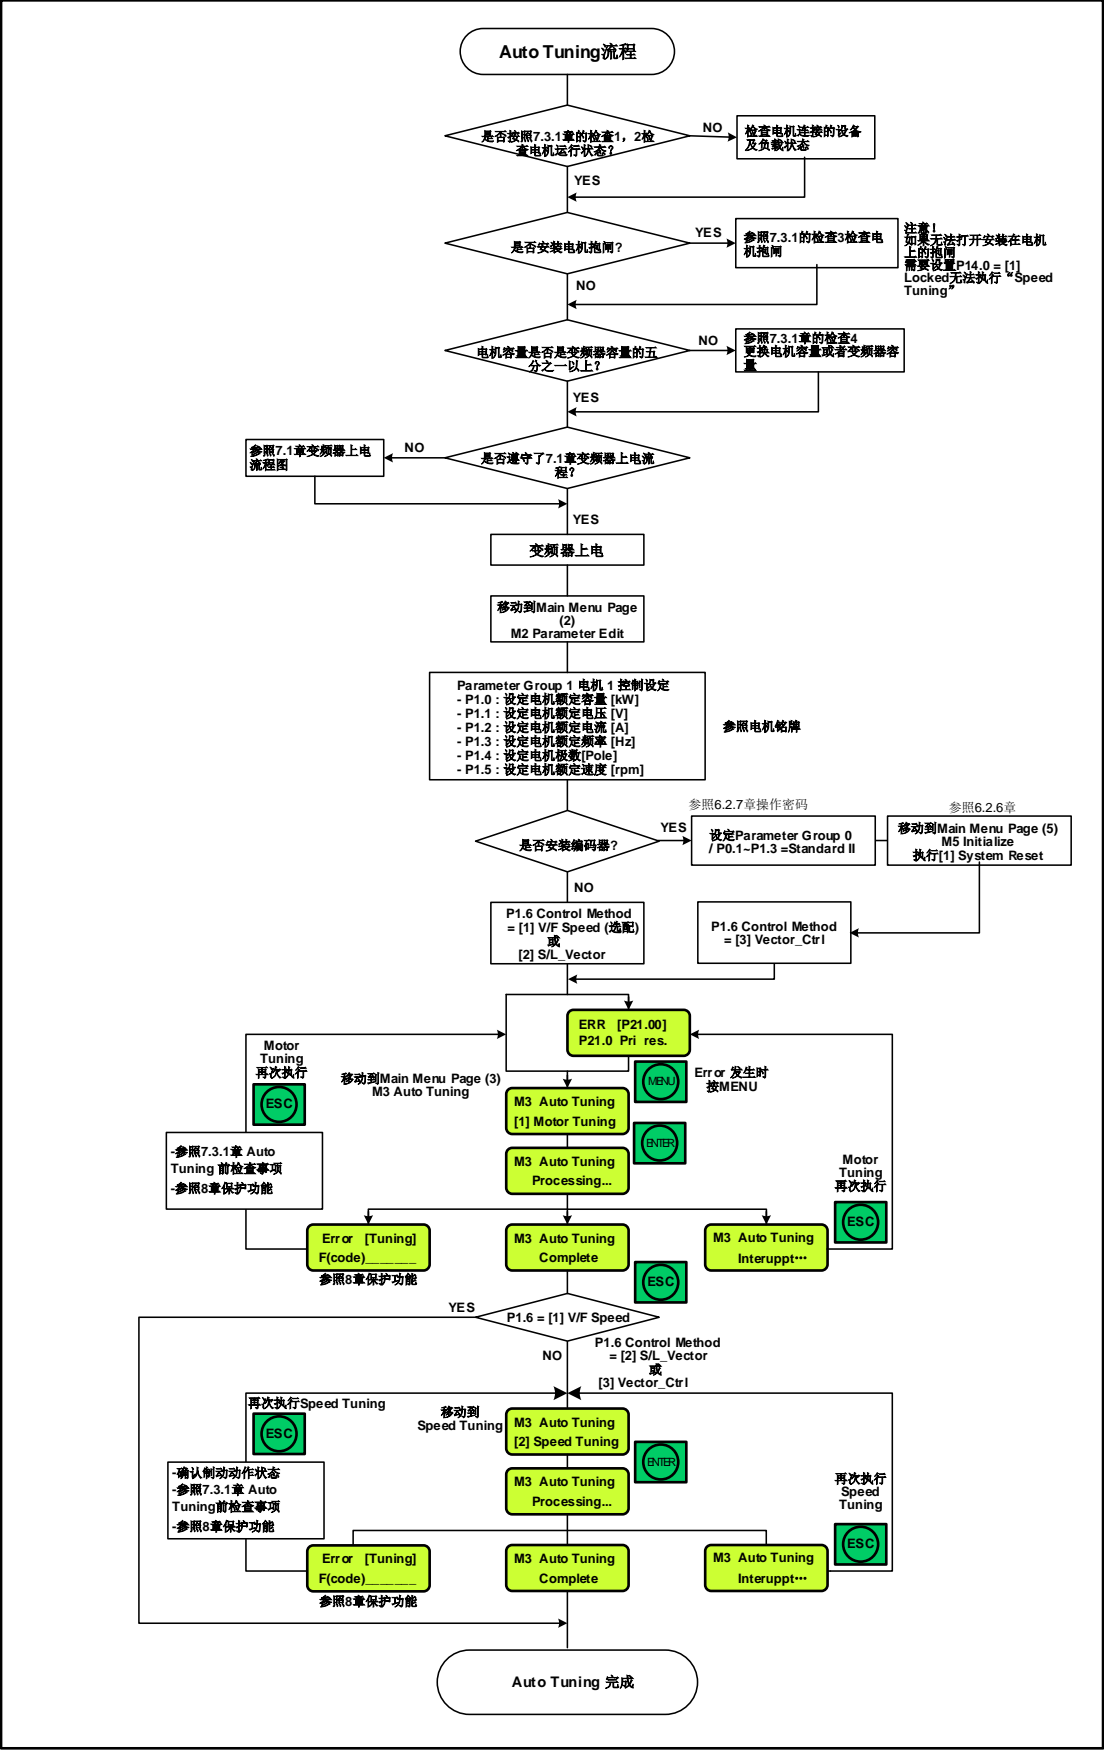 Auto Tuning流程
是否按照7.3.1章的检查1，2检
查电机运行状态？
NO
检查电机连接的设备
及负载状态
YES
是否安装电机抱闸？
YES
参照7.3.1的检查3检查电
机抱闸
注意！
如果无法打开安装在电机
上的抱闸
需要设置P14.0 = [1]
Locked无法执行“Speed
Tuning”
NO
电机容量是否是变频器容量的五
分之一以上？
NO
参照7.3.1章的检查4
更换电机容量或者变频器容
量
YES
是否遵守了7.1章变频器上电流
程？
NO
参照7.1章变频器上电
流程图
YES
变频器上电
移动到Main Menu Page
(2)
M2 Parameter Edit
Parameter Group 1 电机 1 控制设定
- P1.0 : 设定电机额定容量 [kW]
- P1.1 : 设定电机额定电压 [V]
- P1.2 : 设定电机额定电流 [A]
- P1.3 : 设定电机额定频率 [Hz]
- P1.4 : 设定电机极数[Pole]
- P1.5 : 设定电机额定速度 [rpm]
参照电机铭牌
是否安装编码器？
YES
参照6.2.7章操作密码
设定Parameter Group 0
/ P0.1~P1.3 =Standard II
参照6.2.6章
移动到Main Menu Page (5)
M5 Initialize
执行[1] System Reset
NO
P1.6 Control Method
= [1] V/F Speed (选配)
或
[2] S/L_Vector
P1.6 Control Method
= [3] Vector_Ctrl
ERR [P21.00]
P21.0 Pri res.
Motor
Tuning
再次执行
ESC
移动到Main Menu Page (3)
M3 Auto Tuning
MENU
Error 发生时
按MENU
M3 Auto Tuning
[1] Motor Tuning
ENTER
-参照7.3.1章 Auto
Tuning 前检查事项
-参照8章保护功能
M3 Auto Tuning
Processing...
Motor
Tuning
再次执行
ESC
Error [Tuning]
F(code)_______
参照8章保护功能
M3 Auto Tuning
Complete
M3 Auto Tuning
Interuppt···
ESC
YES
P1.6 = [1] V/F Speed
NO
P1.6 Control Method
= [2] S/L_Vector
或
[3] Vector_Ctrl
再次执行Speed Tuning
ESC
移动到
Speed Tuning
M3 Auto Tuning
[2] Speed Tuning
ENTER
-确认制动动作状态
-参照7.3.1章 Auto
Tuning前检查事项
-参照8章保护功能
M3 Auto Tuning
Processing...
再次执行
Speed
Tuning
ESC
Error [Tuning]
F(code)_______
参照8章保护功能
M3 Auto Tuning
Complete
M3 Auto Tuning
Interuppt···
Auto Tuning 完成